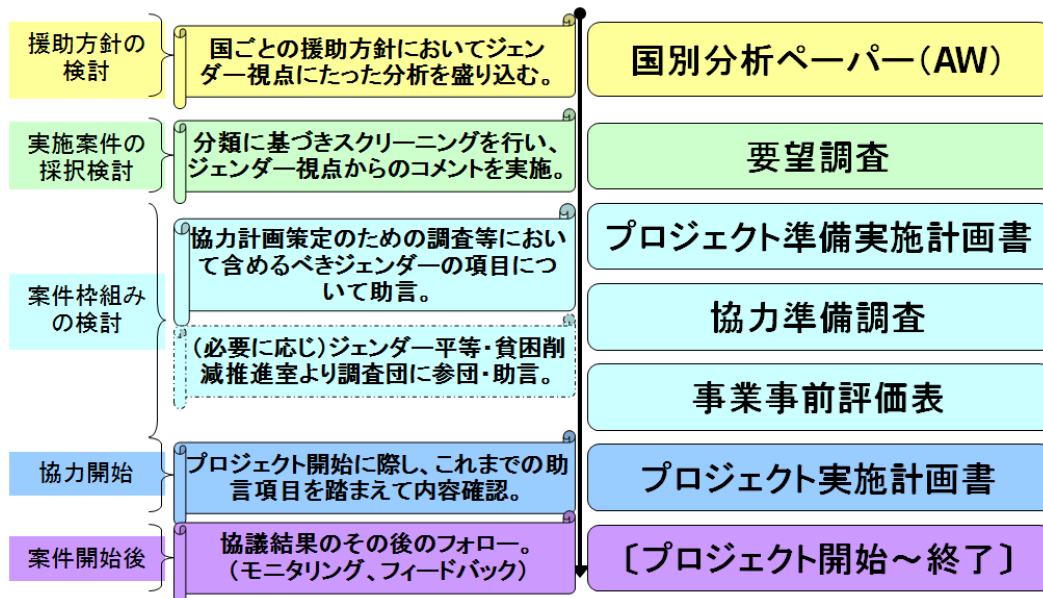 援助方針の
検討
国ごとの援助方針においてジェン
ダー視点にたった分析を盛り込む。
国別分析ペーパー（AW）
実施案件の
採択検討
分類に基づきスクリーニングを行い、
ジェンダー視点からのコメントを実施。
要望調査
案件枠組み
の検討
協力計画策定のための調査等におい
て含めるべきジェンダーの項目につ
いて助言。
（必要に応じ）ジェンダー平等・貧困削
減推進室より調査団に参団・助言。
プロジェクト準備実施計画書
協力準備調査
事業事前評価表
協力開始
プロジェクト開始に際し、これまでの助
言項目を踏まえて内容確認。
プロジェクト実施計画書
案件開始後
協議結果のその後のフォロー。
（モニタリング、フィードバック）
〔プロジェクト開始～終了〕